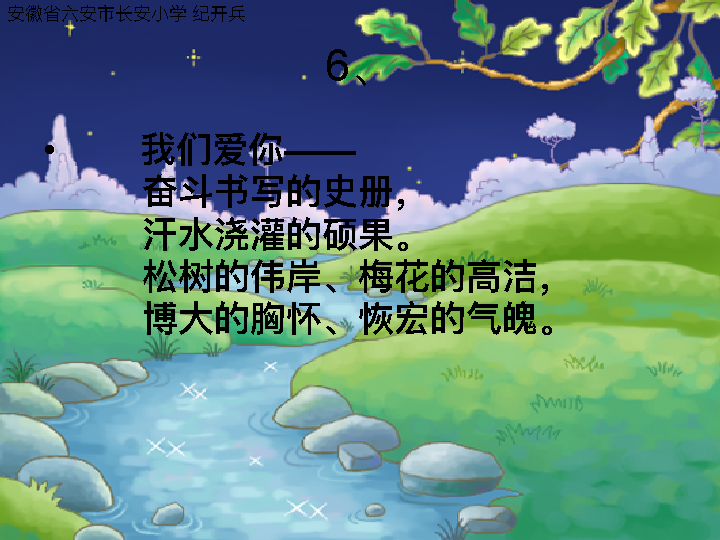 安徽省六安市长安小学 纪开兵
6、
• 我们爱你——
奋斗书写的史册，
汗水浇灌的硕果。
松树的伟岸、梅花的高洁，
博大的胸怀、恢宏的气魄。